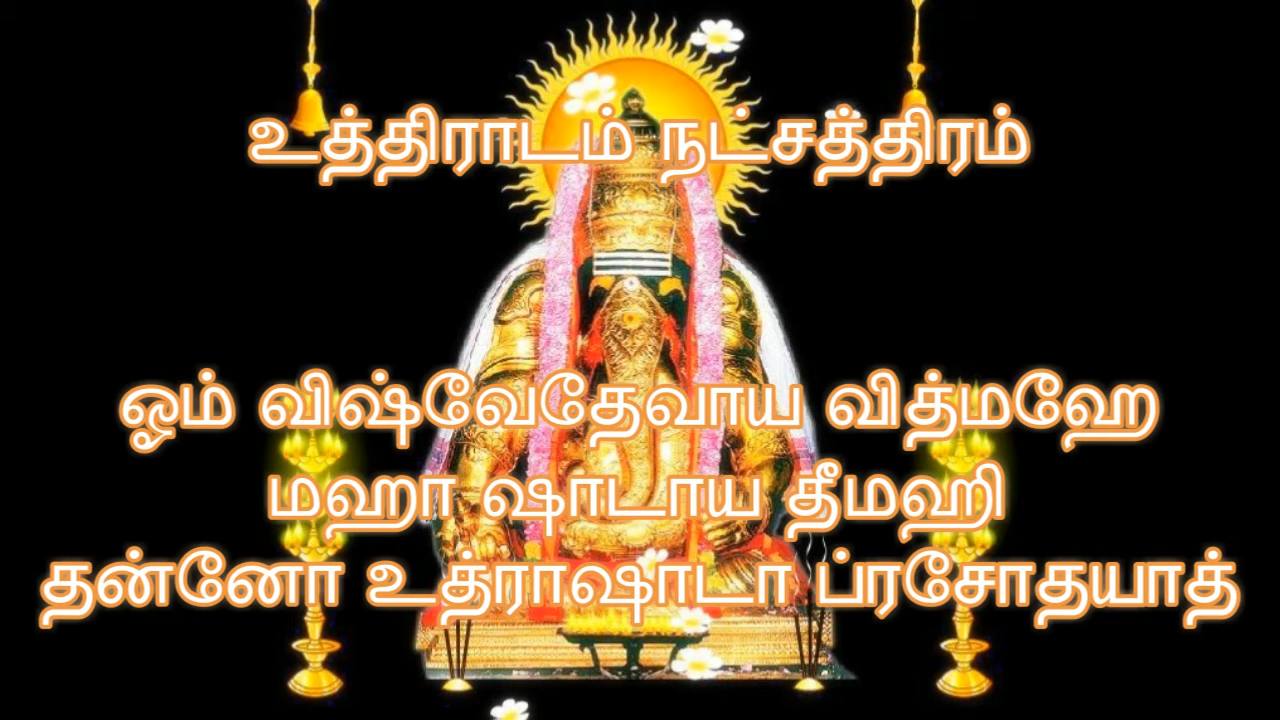 உத்திராடம் நட்சத்திரம்
ஓம் விஷ்வேதேவாய வித்மஹே
மஹா ஷாடாய தீமஹி
தன்னோ உத்ராஷாடா ப்ரசோதயாத்